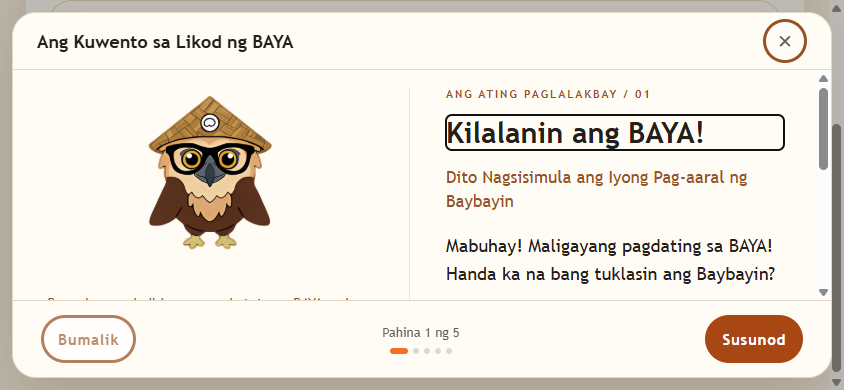 Ang Kuwento sa Likod ng BAYA
ANG ATING PAGLALAKBAY / 01
Kilalanin ang BAYA!
Dito Nagsisimula ang Iyong Pag-aaral ng
Baybayin
Mabuhay! Maligayang pagdating sa BAYA!
Handa ka na bang tuklasin ang Baybayin?
Bumalik
Pahina 1 ng 5
Susunod